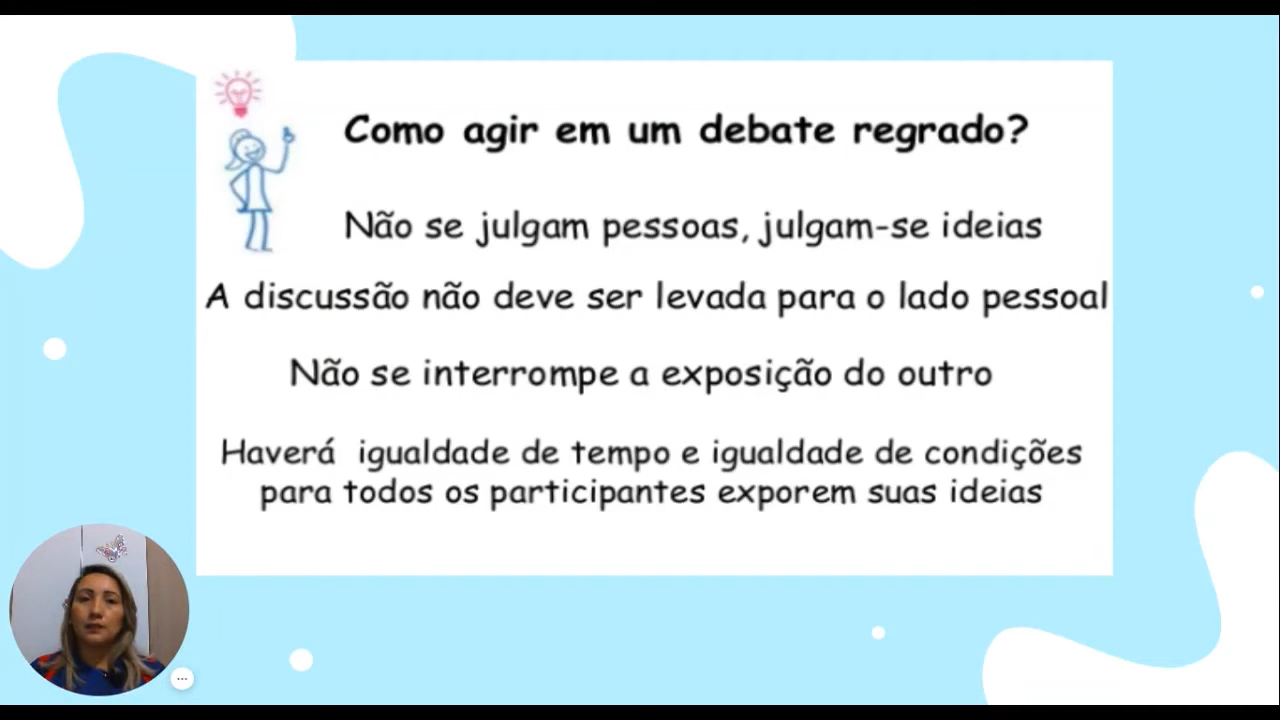 Como agir em um debate regrado?
Não se julgam pessoas, julgam-se ideias
A discussão não deve ser levada para o lado pessoal
Não se interrompe a exposição do outro
Haverá igualdade de tempo e igualdade de condições
para todos os participantes exporem suas ideias